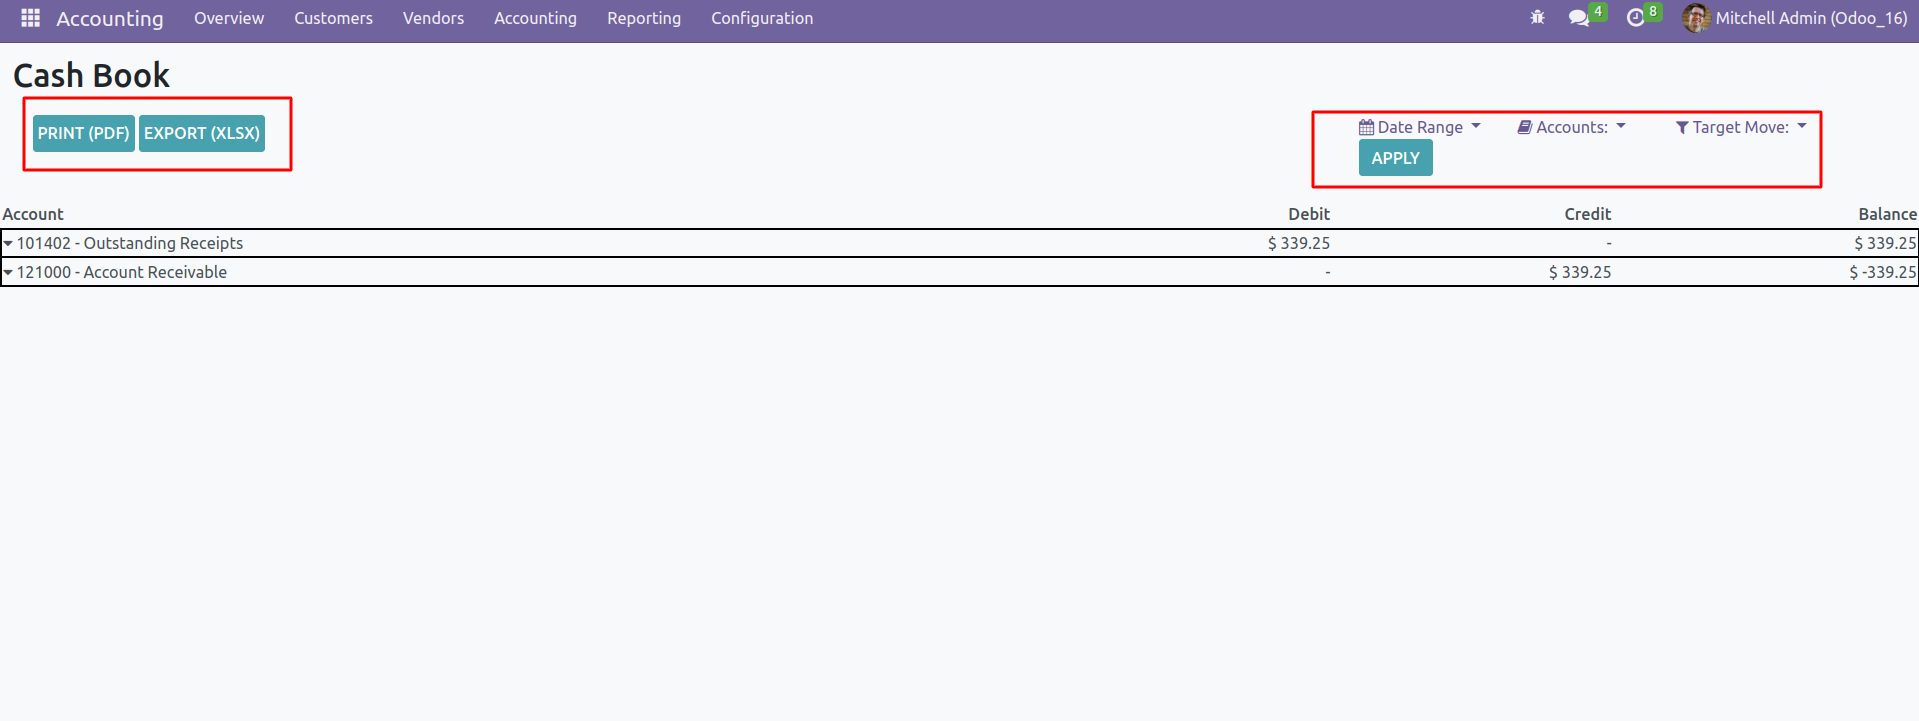 Accounting Overview Customers Vendors Accounting Reporting Configuration 4 8 Mitchell Admin (Odoo_16)
Cash Book
PRINT (PDF) EXPORT (XLSX)
Date Range Accounts: Target Move:
APPLY
Account Debit Credit Balance
101402 - Outstanding Receipts $ 339.25 - $ 339.25
121000 - Account Receivable - $ 339.25 $ -339.25